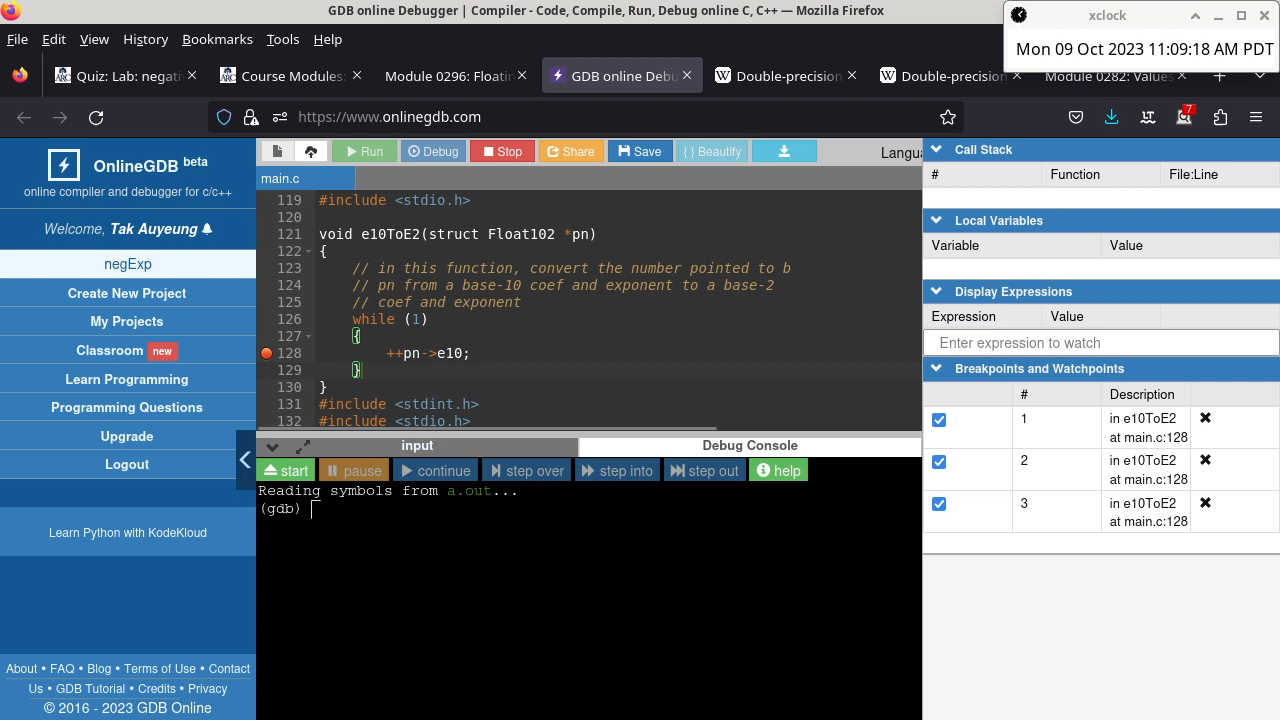 GDB online Debugger | Compiler - Code, Compile, Run, Debug online C, C++ — Mozilla Firefox
xclock
Mon 09 Oct 2023 11:09:18 AM PDT
File Edit View History Bookmarks Tools Help
Quiz: Lab: negati
Course Modules:
Module 0296: Floatin
GDB online Debu
Double-precision
Double-precision
Module 0282: Values
https://www.onlinegdb.com
7
OnlineGDB beta
online compiler and debugger for c/c++
Welcome, Tak Auyeung
negExp
Create New Project
My Projects
Classroom new
Learn Programming
Programming Questions
Upgrade
Logout
Learn Python with KodeKloud
About • FAQ • Blog • Terms of Use • Contact
Us • GDB Tutorial • Credits • Privacy
© 2016 - 2023 GDB Online
Run Debug Stop Share Save { } Beautify Langua
main.c
119 #include <stdio.h>
120
121 void e10ToE2(struct Float102 *pn)
122 {
123 // in this function, convert the number pointed to b
124 // pn from a base-10 coef and exponent to a base-2
125 // coef and exponent
126 while (1)
127 {
128 ++pn->e10;
129 }
130 }
131 #include <stdint.h>
132 #include <stdio.h>
input
Debug Console
start pause continue step over step into step out help
Reading symbols from a.out...
(gdb)
Call Stack
# Function File:Line
Local Variables
Variable Value
Display Expressions
Expression Value
Enter expression to watch
Breakpoints and Watchpoints
# Description
1 in e10ToE2
at main.c:128
2 in e10ToE2
at main.c:128
3 in e10ToE2
at main.c:128